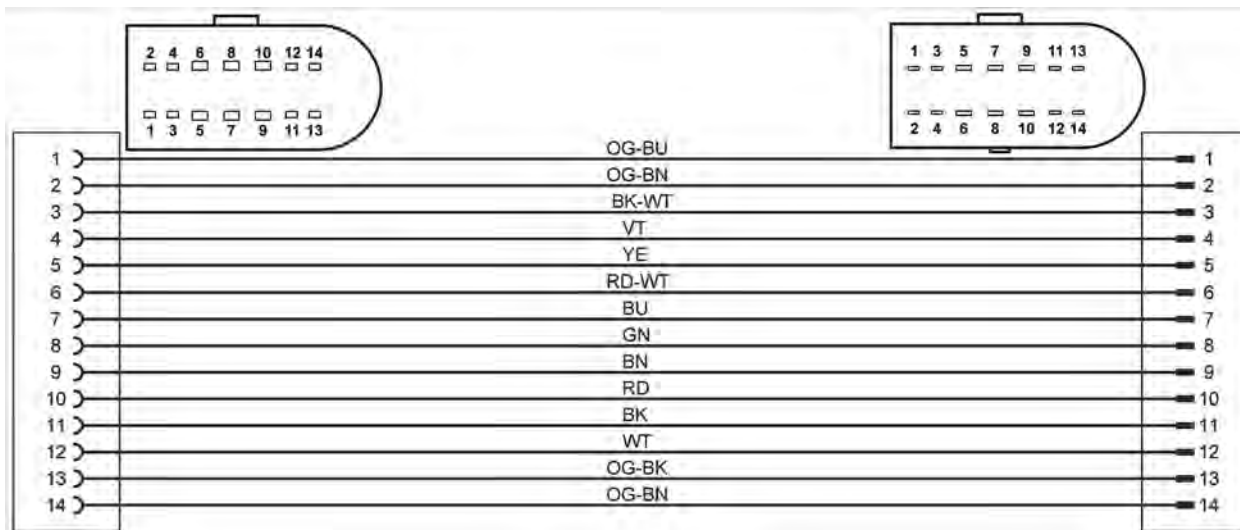 2 4 6 8 10 12 14
1 3 5 7 9 11 13
1 3 5 7 9 11 13
2 4 6 8 10 12 14
1 OG-BU 1
2 OG-BN 2
3 BK-WT 3
4 VT 4
5 YE 5
6 RD-WT 6
7 BU 7
8 GN 8
9 BN 9
10 RD 10
11 BK 11
12 WT 12
13 OG-BK 13
14 OG-BN 14